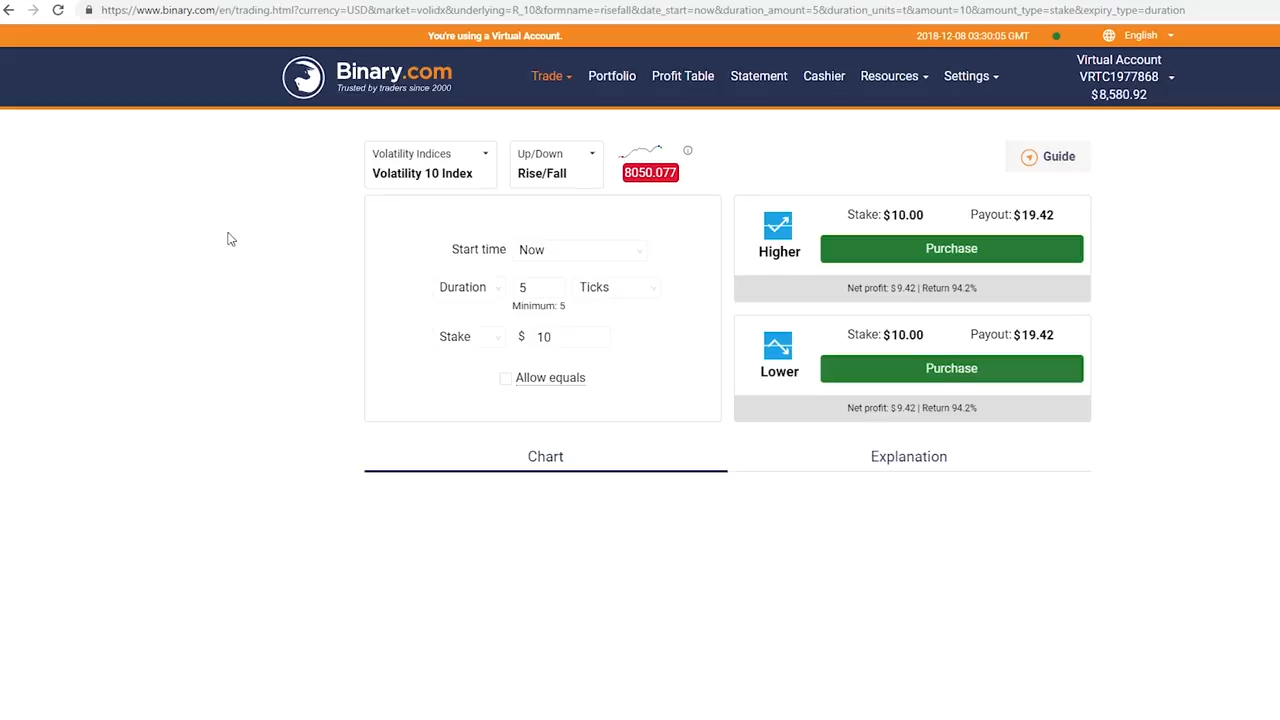 https://www.binary.com/en/trading.html?currency=USD&market=volidx&underlying=R_10&formname=risefall&date_start=now&duration_amount=5&duration_units=t&amount=10&amount_type=stake&expiry_type=duration
You're using a Virtual Account.
2018-12-08 03:30:05 GMT
English
Binary.com
Trusted by traders since 2000
Trade
Portfolio
Profit Table
Statement
Cashier
Resources
Settings
Virtual Account
VRTC1977868
$8,580.92
Volatility Indices
Volatility 10 Index
Up/Down
Rise/Fall
8050.077
Guide
Start time Now
Duration 5 Ticks
Minimum: 5
Stake $ 10
Allow equals
Higher
Stake: $10.00 Payout: $19.42
Purchase
Net profit: $9.42 | Return 94.2%
Lower
Stake: $10.00 Payout: $19.42
Purchase
Net profit: $9.42 | Return 94.2%
Chart
Explanation